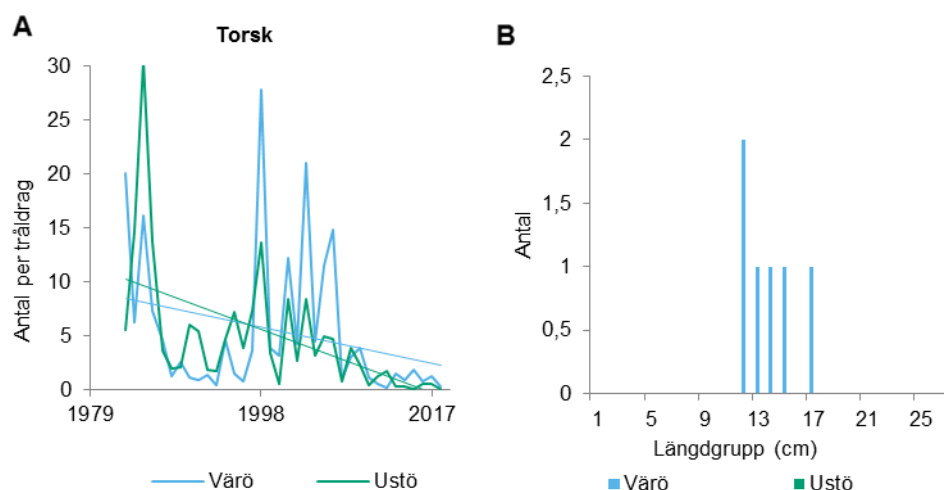 A
Torsk
Antal per tråldrag
30
25
20
15
10
5
0
1979
1998
2017
Värö
Ustö
B
Antal
2,5
2
1,5
1
0,5
0
1
5
9
13
17
21
25
Längdgrupp (cm)
Värö
Ustö